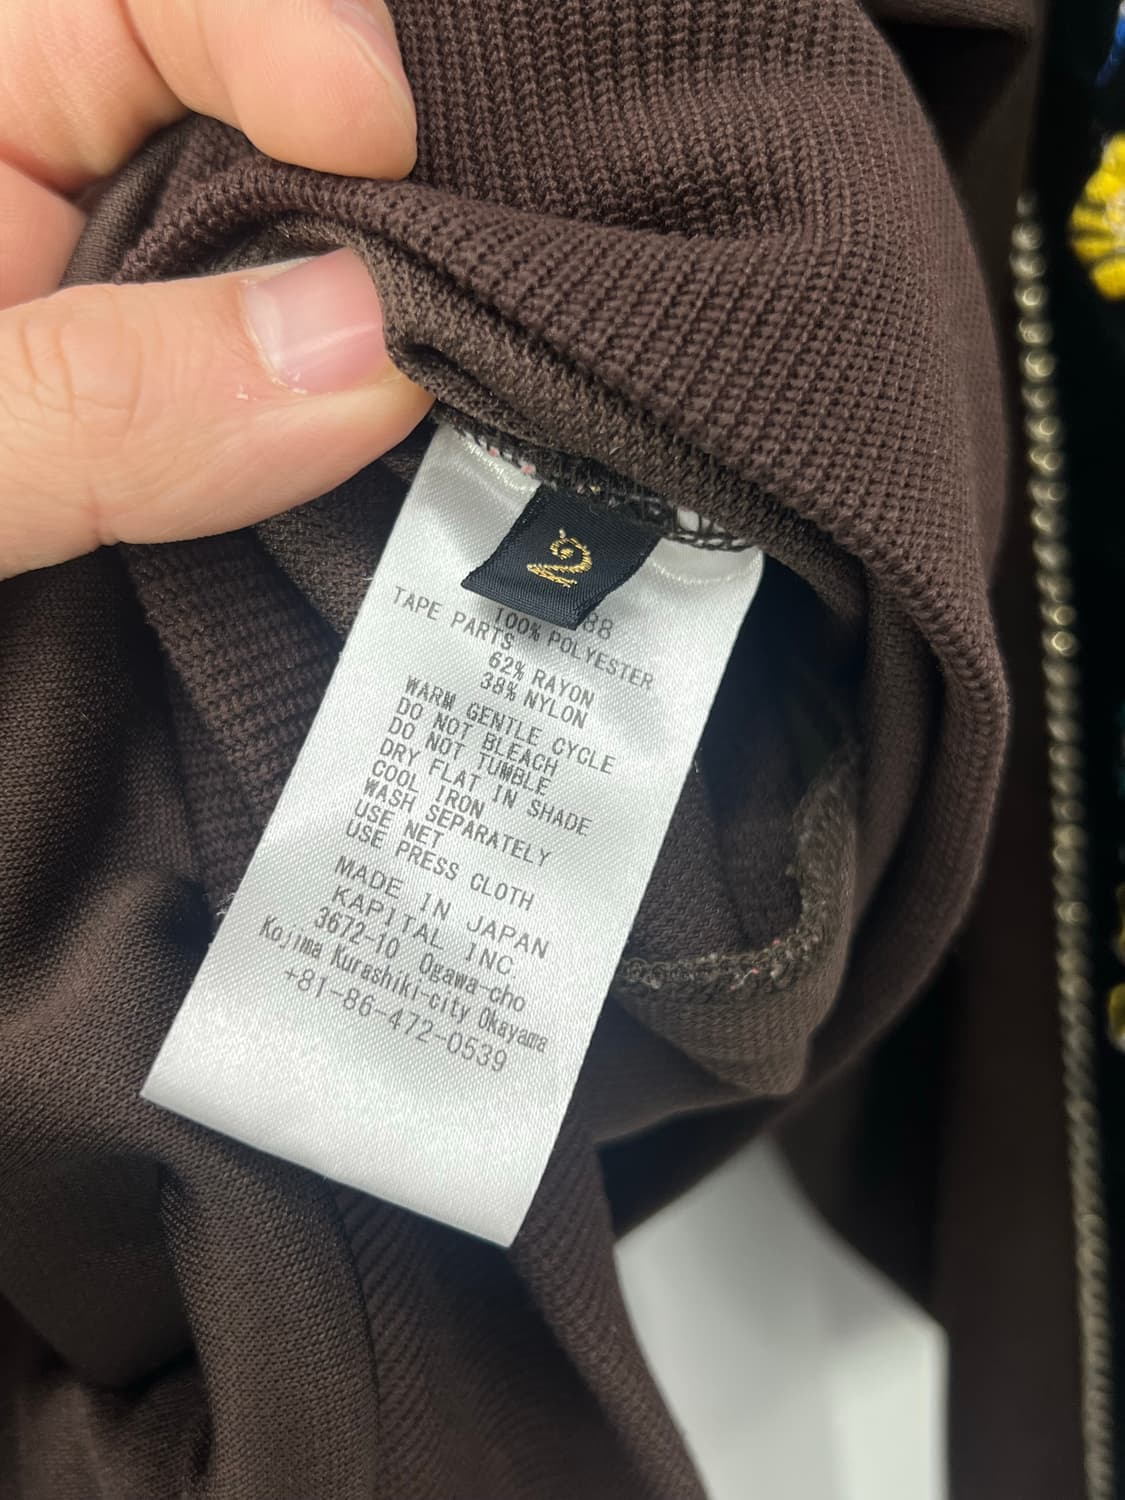 2
88
100% POLYESTER
TAPE PARTS
62% RAYON
38% NYLON
WARM GENTLE CYCLE
DO NOT BLEACH
DO NOT TUMBLE
DRY FLAT IN SHADE
COOL IRON
WASH SEPARATELY
USE NET
USE PRESS CLOTH
MADE IN JAPAN
KAPITAL INC.
3672-10 Ogawa-cho
Kojima Kurashiki-city Okayama
+81-86-472-0539